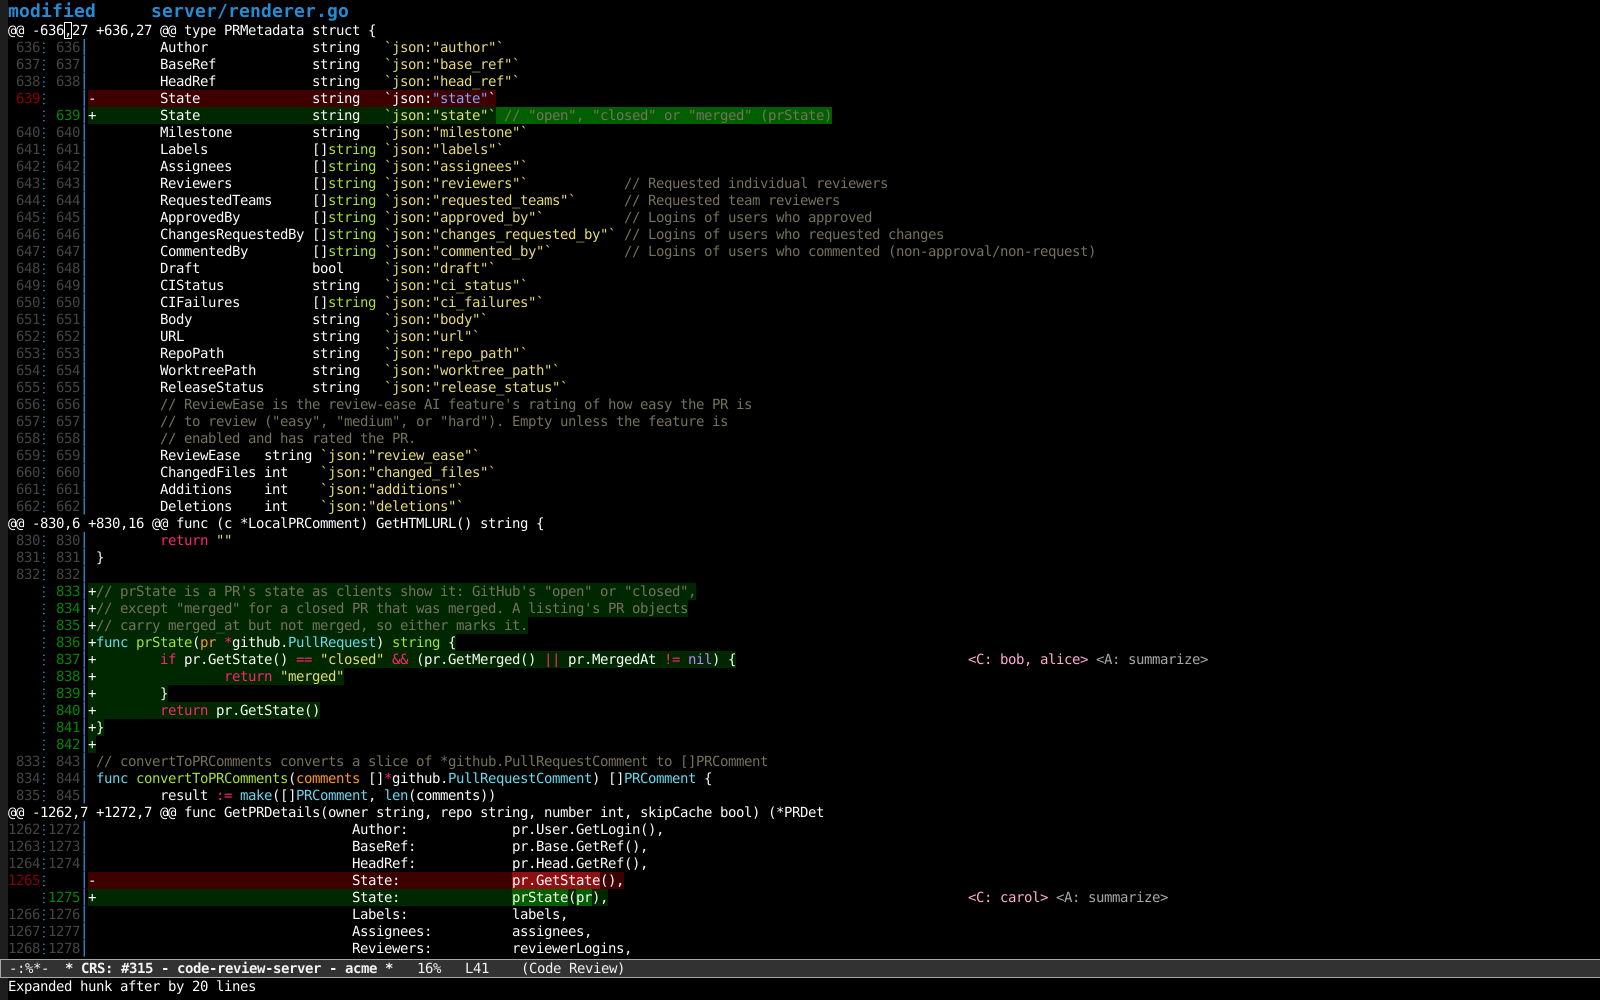 modified     server/renderer.go
@@ -636,27 +636,27 @@ type PRMetadata struct {
636 636 Author string `json:"author"`
637 637 BaseRef string `json:"base_ref"`
638 638 HeadRef string `json:"head_ref"`
639 - State string `json:"state"`
639 + State string `json:"state"` // "open", "closed" or "merged" (prState)
640 640 Milestone string `json:"milestone"`
641 641 Labels []string `json:"labels"`
642 642 Assignees []string `json:"assignees"`
643 643 Reviewers []string `json:"reviewers"` // Requested individual reviewers
644 644 RequestedTeams []string `json:"requested_teams"` // Requested team reviewers
645 645 ApprovedBy []string `json:"approved_by"` // Logins of users who approved
646 646 ChangesRequestedBy []string `json:"changes_requested_by"` // Logins of users who requested changes
647 647 CommentedBy []string `json:"commented_by"` // Logins of users who commented (non-approval/non-request)
648 648 Draft bool `json:"draft"`
649 649 CIStatus string `json:"ci_status"`
650 650 CIFailures []string `json:"ci_failures"`
651 651 Body string `json:"body"`
652 652 URL string `json:"url"`
653 653 RepoPath string `json:"repo_path"`
654 654 WorktreePath string `json:"worktree_path"`
655 655 ReleaseStatus string `json:"release_status"`
656 656 // ReviewEase is the review-ease AI feature's rating of how easy the PR is
657 657 // to review ("easy", "medium", or "hard"). Empty unless the feature is
658 658 // enabled and has rated the PR.
659 659 ReviewEase string `json:"review_ease"`
660 660 ChangedFiles int `json:"changed_files"`
661 661 Additions int `json:"additions"`
662 662 Deletions int `json:"deletions"`
@@ -830,6 +830,16 @@ func (c *LocalPRComment) GetHTMLURL() string {
830 830 return ""
831 831 }
832 832
833 +// prState is a PR's state as clients show it: GitHub's "open" or "closed",
834 +// except "merged" for a closed PR that was merged. A listing's PR objects
835 +// carry merged_at but not merged, so either marks it.
836 +func prState(pr *github.PullRequest) string {
837 + if pr.GetState() == "closed" && (pr.GetMerged() || pr.MergedAt != nil) { <C: bob, alice> <A: summarize>
838 + return "merged"
839 + }
840 + return pr.GetState()
841 +}
842 +
833 843 // convertToPRComments converts a slice of *github.PullRequestComment to []PRComment
834 844 func convertToPRComments(comments []*github.PullRequestComment) []PRComment {
835 845 result := make([]PRComment, len(comments))
@@ -1262,7 +1272,7 @@ func GetPRDetails(owner string, repo string, number int, skipCache bool) (*PRDet
1262 1272 Author: pr.User.GetLogin(),
1263 1273 BaseRef: pr.Base.GetRef(),
1264 1274 HeadRef: pr.Head.GetRef(),
1265 - State: pr.GetState(),
1275 + State: prState(pr), <C: carol> <A: summarize>
1266 1276 Labels: labels,
1267 1277 Assignees: assignees,
1268 1278 Reviewers: reviewerLogins,
-:%*-  * CRS: #315 - code-review-server - acme *   16%   L41    (Code Review)
Expanded hunk after by 20 lines